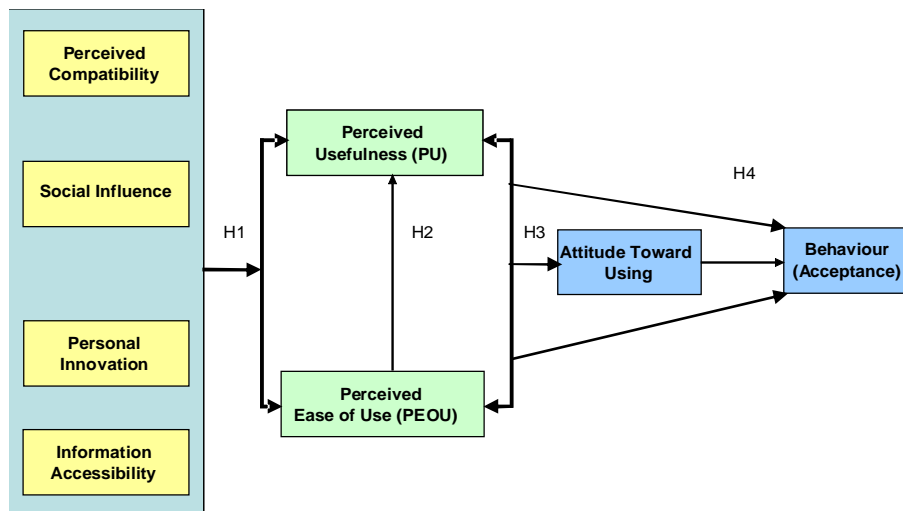 Perceived
Compatibility
Social Influence
Personal
Innovation
Information
Accessibility
H1
Perceived
Usefulness (PU)
H2
Perceived
Ease of Use (PEOU)
H3
Attitude Toward
Using
H4
Behaviour
(Acceptance)